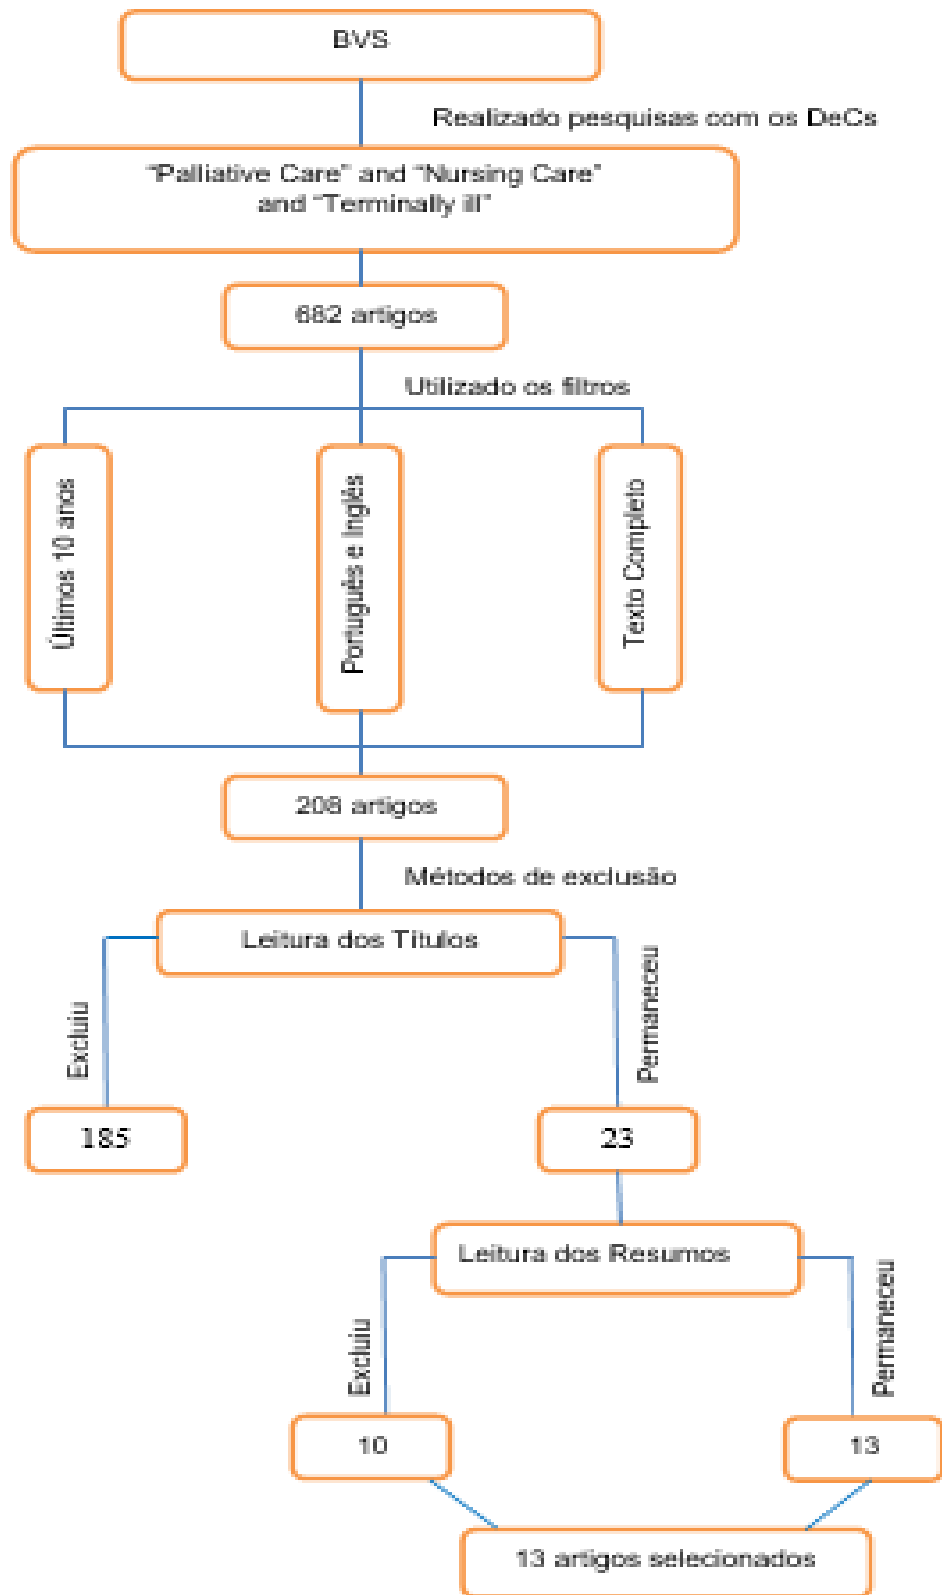 BVS
Realizado pesquisas com os DeCs
“Palliative Care” and “Nursing Care”
and “Terminally ill”
682 artigos
Utilizado os filtros
Últimos 10 anos
Português e Inglês
Texto Completo
208 artigos
Métodos de exclusão
Leitura dos Títulos
Excluiu
Permaneceu
185
23
Leitura dos Resumos
Excluiu
Permaneceu
10
13
13 artigos selecionados